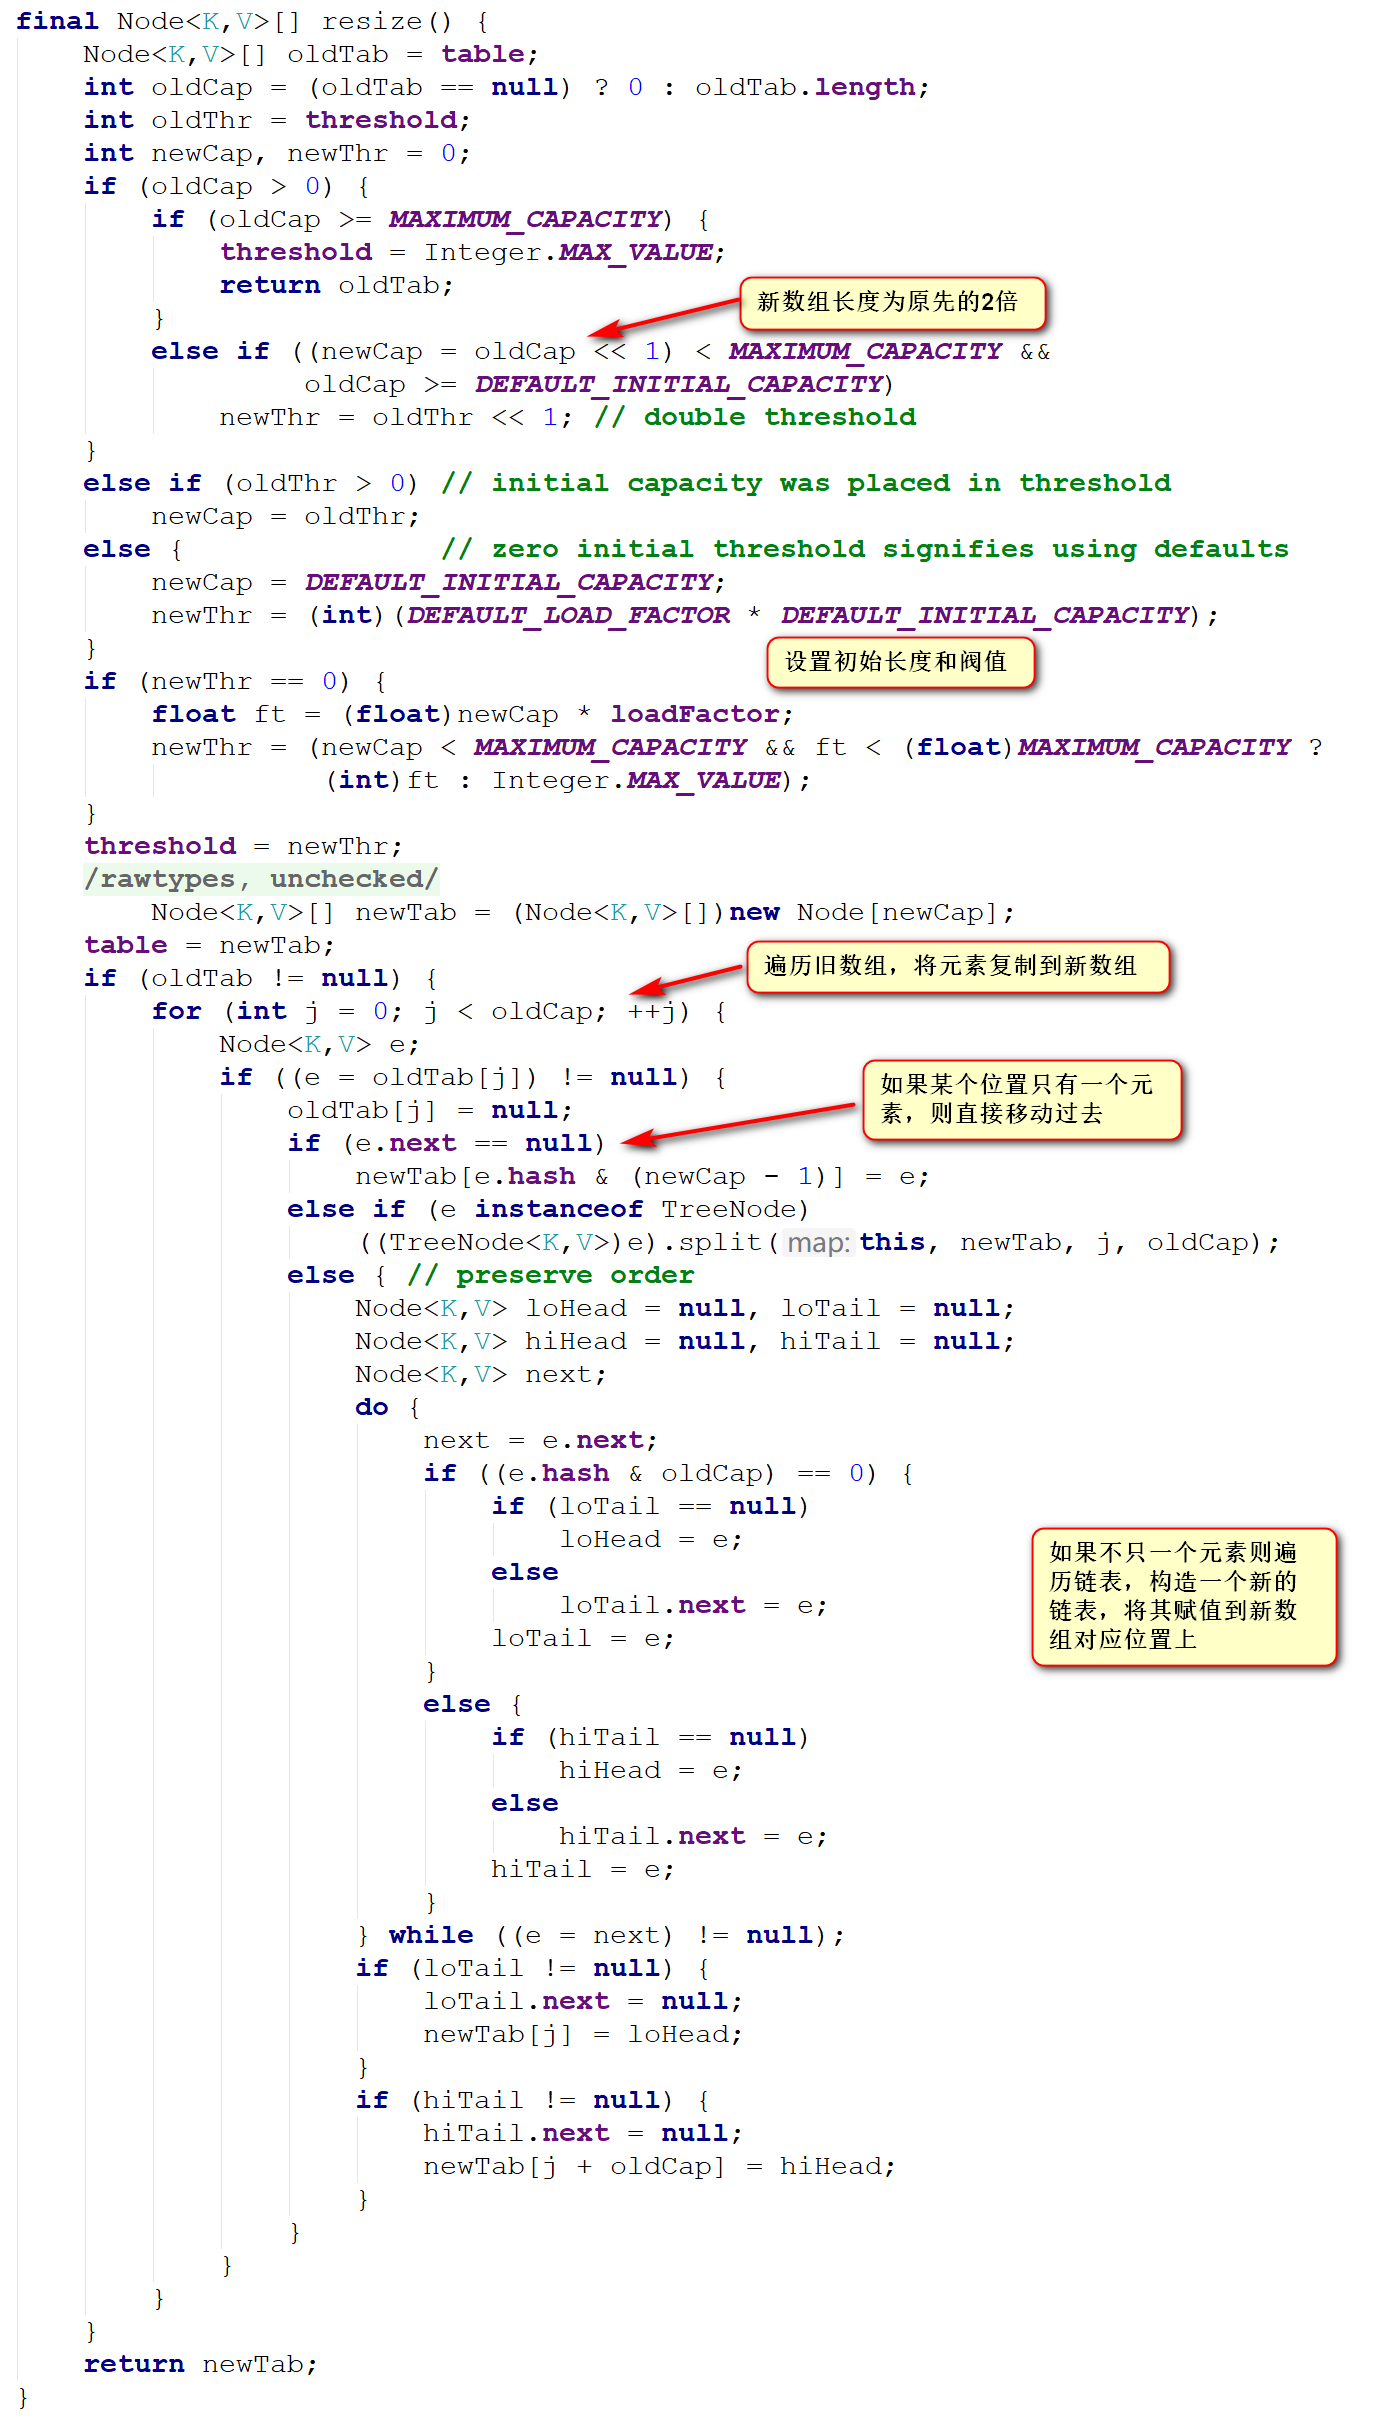 final Node<K,V>[] resize() {
    Node<K,V>[] oldTab = table;
    int oldCap = (oldTab == null) ? 0 : oldTab.length;
    int oldThr = threshold;
    int newCap, newThr = 0;
    if (oldCap > 0) {
        if (oldCap >= MAXIMUM_CAPACITY) {
            threshold = Integer.MAX_VALUE;
            return oldTab;
新数组长度为原先的2倍
        }
        else if ((newCap = oldCap << 1) < MAXIMUM_CAPACITY &&
                 oldCap >= DEFAULT_INITIAL_CAPACITY)
            newThr = oldThr << 1; // double threshold
    }
    else if (oldThr > 0) // initial capacity was placed in threshold
        newCap = oldThr;
    else {               // zero initial threshold signifies using defaults
        newCap = DEFAULT_INITIAL_CAPACITY;
        newThr = (int)(DEFAULT_LOAD_FACTOR * DEFAULT_INITIAL_CAPACITY);
    }
设置初始长度和阀值
    if (newThr == 0) {
        float ft = (float)newCap * loadFactor;
        newThr = (newCap < MAXIMUM_CAPACITY && ft < (float)MAXIMUM_CAPACITY ?
                  (int)ft : Integer.MAX_VALUE);
    }
    threshold = newThr;
    /rawtypes, unchecked/
        Node<K,V>[] newTab = (Node<K,V>[])new Node[newCap];
    table = newTab;
遍历旧数组，将元素复制到新数组
    if (oldTab != null) {
        for (int j = 0; j < oldCap; ++j) {
            Node<K,V> e;
            if ((e = oldTab[j]) != null) {
如果某个位置只有一个元
素，则直接移动过去
                oldTab[j] = null;
                if (e.next == null)
                    newTab[e.hash & (newCap - 1)] = e;
                else if (e instanceof TreeNode)
                    ((TreeNode<K,V>)e).split( map: this, newTab, j, oldCap);
                else { // preserve order
                    Node<K,V> loHead = null, loTail = null;
                    Node<K,V> hiHead = null, hiTail = null;
                    Node<K,V> next;
                    do {
                        next = e.next;
                        if ((e.hash & oldCap) == 0) {
                            if (loTail == null)
                                loHead = e;
                            else
                                loTail.next = e;
                            loTail = e;
                        }
如果不只一个元素则遍
历链表，构造一个新的
链表，将其赋值到新数
组对应位置上
                        else {
                            if (hiTail == null)
                                hiHead = e;
                            else
                                hiTail.next = e;
                            hiTail = e;
                        }
                    } while ((e = next) != null);
                    if (loTail != null) {
                        loTail.next = null;
                        newTab[j] = loHead;
                    }
                    if (hiTail != null) {
                        hiTail.next = null;
                        newTab[j + oldCap] = hiHead;
                    }
                }
            }
        }
    }
    return newTab;
}